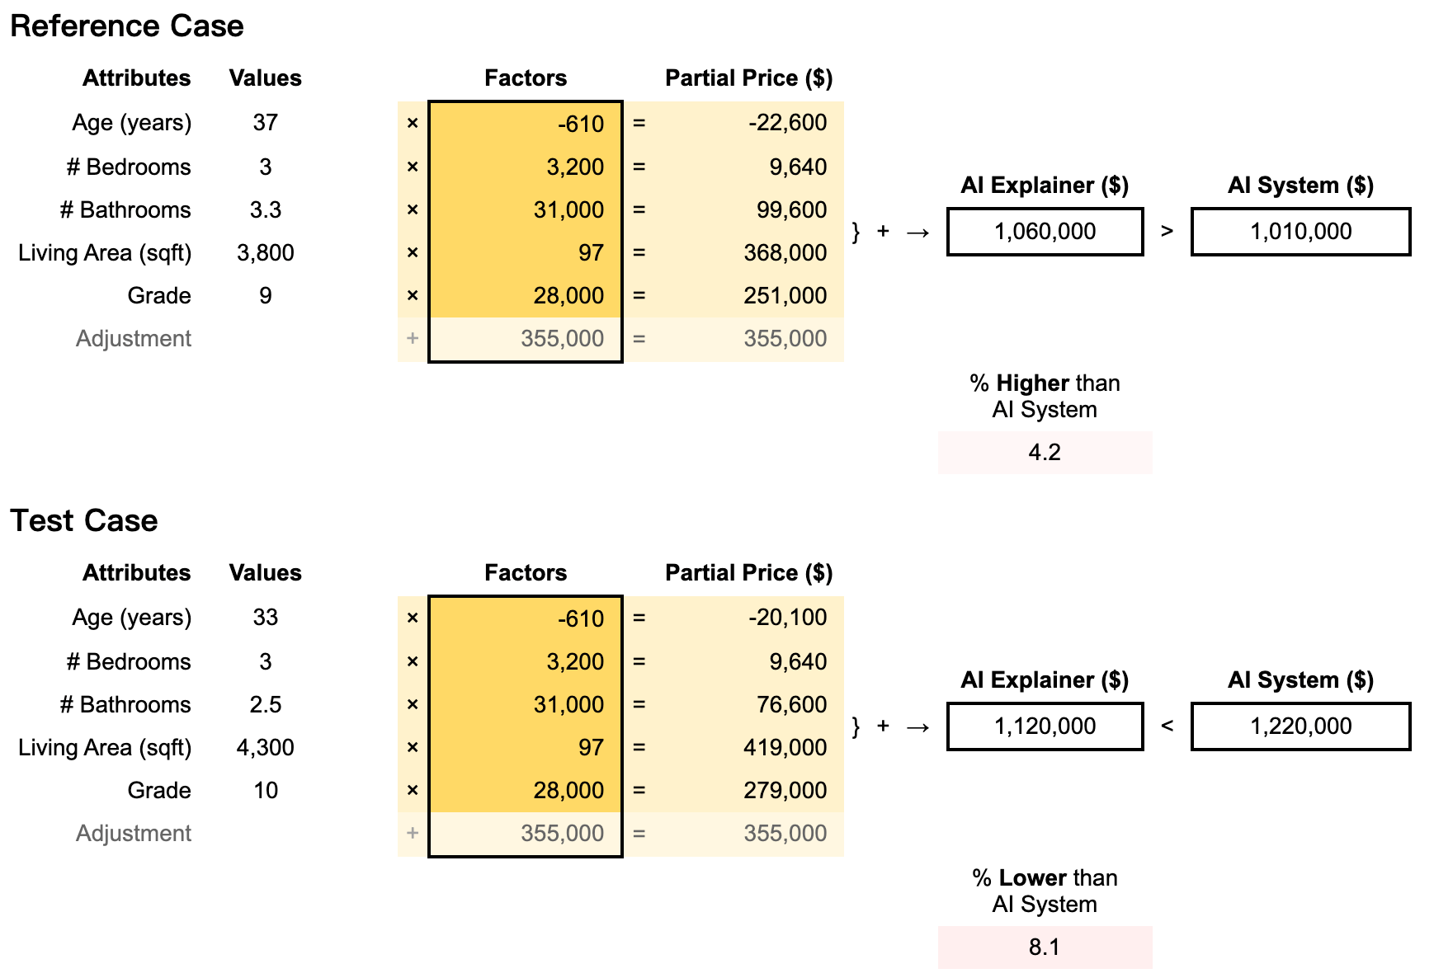 Reference Case
Attributes Values Factors Partial Price ($)
Age (years) 37 × -610 = -22,600
# Bedrooms 3 × 3,200 = 9,640
# Bathrooms 3.3 × 31,000 = 99,600
Living Area (sqft) 3,800 × 97 = 368,000
Grade 9 × 28,000 = 251,000
Adjustment + 355,000 = 355,000
AI Explainer ($) AI System ($)
} + → 1,060,000 > 1,010,000
% Higher than
AI System
4.2
Test Case
Attributes Values Factors Partial Price ($)
Age (years) 33 × -610 = -20,100
# Bedrooms 3 × 3,200 = 9,640
# Bathrooms 2.5 × 31,000 = 76,600
Living Area (sqft) 4,300 × 97 = 419,000
Grade 10 × 28,000 = 279,000
Adjustment + 355,000 = 355,000
AI Explainer ($) AI System ($)
} + → 1,120,000 < 1,220,000
% Lower than
AI System
8.1